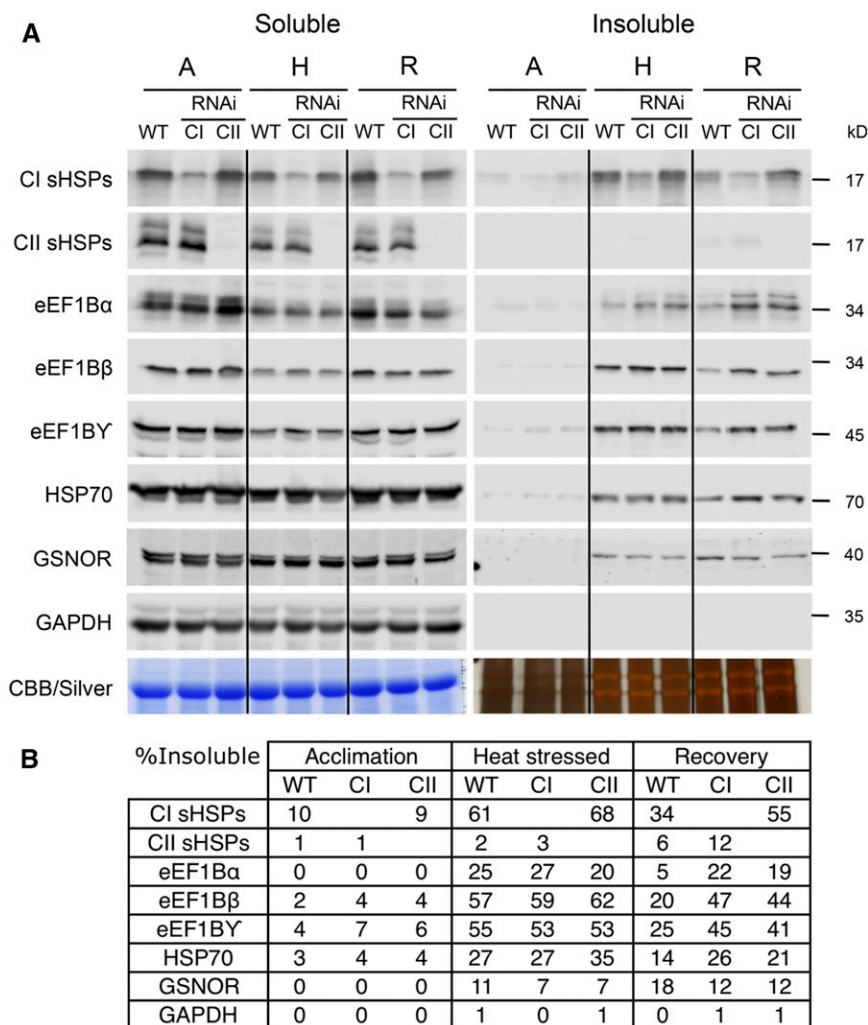 A
Soluble Insoluble
A H R A H R
RNAi RNAi RNAi RNAi RNAi RNAi
WT CI CII WT CI CII WT CI CII WT CI CII WT CI CII WT CI CII kD
CI sHSPs 17
CII sHSPs 17
eEF1Bα 34
eEF1Bβ 34
eEF1Bϒ 45
HSP70 70
GSNOR 40
GAPDH 35
CBB/Silver
B
%Insoluble Acclimation Heat stressed Recovery
WT CI CII WT CI CII WT CI CII
CI sHSPs 10 9 61 68 34 55
CII sHSPs 1 1 2 3 6 12
eEF1Bα 0 0 0 25 27 20 5 22 19
eEF1Bβ 2 4 4 57 59 62 20 47 44
eEF1Bϒ 4 7 6 55 53 53 25 45 41
HSP70 3 4 4 27 27 35 14 26 21
GSNOR 0 0 0 11 7 7 18 12 12
GAPDH 0 0 0 1 0 1 0 1 1